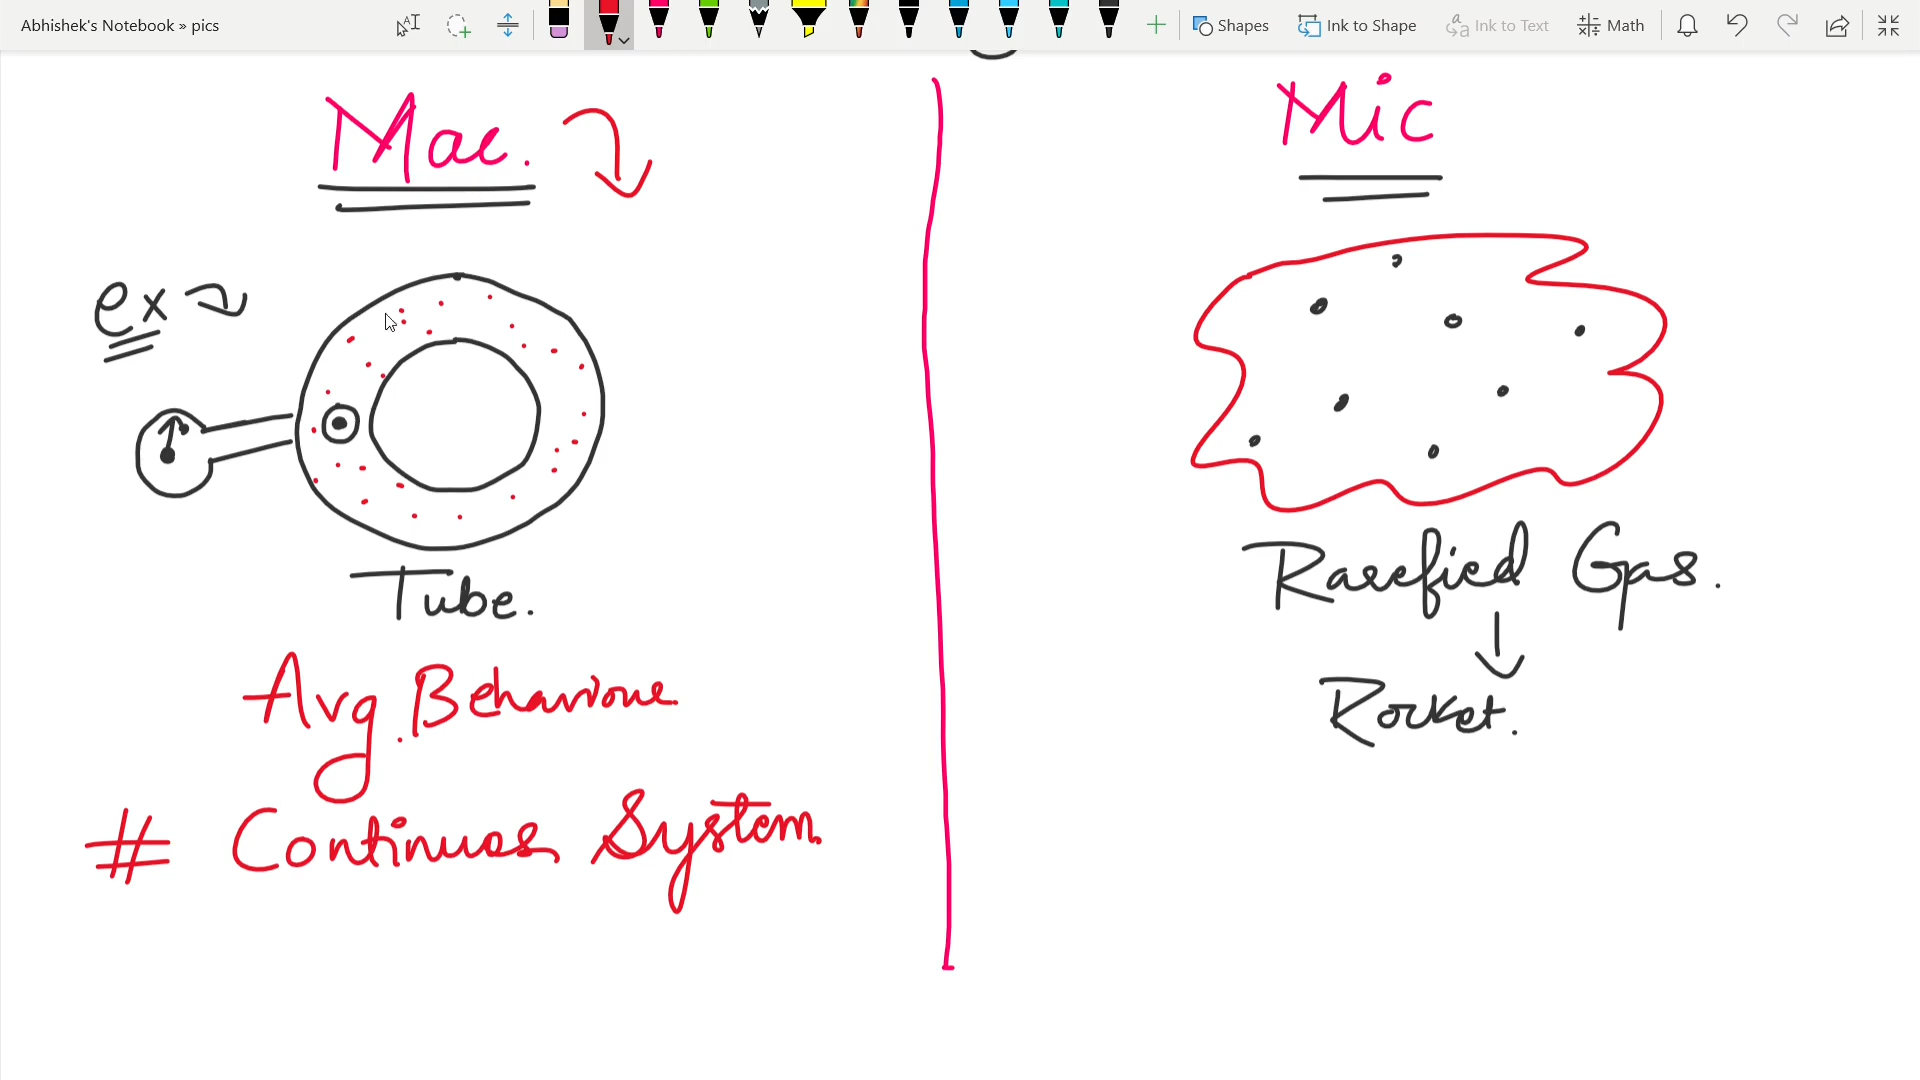 Abhishek's Notebook » pics
Shapes
Ink to Shape
Ink to Text
Math
Mac.
ex
Tube.
Avg. Behaviour
# Continuos System.
Mic
Rarefied Gas.
Rocket.